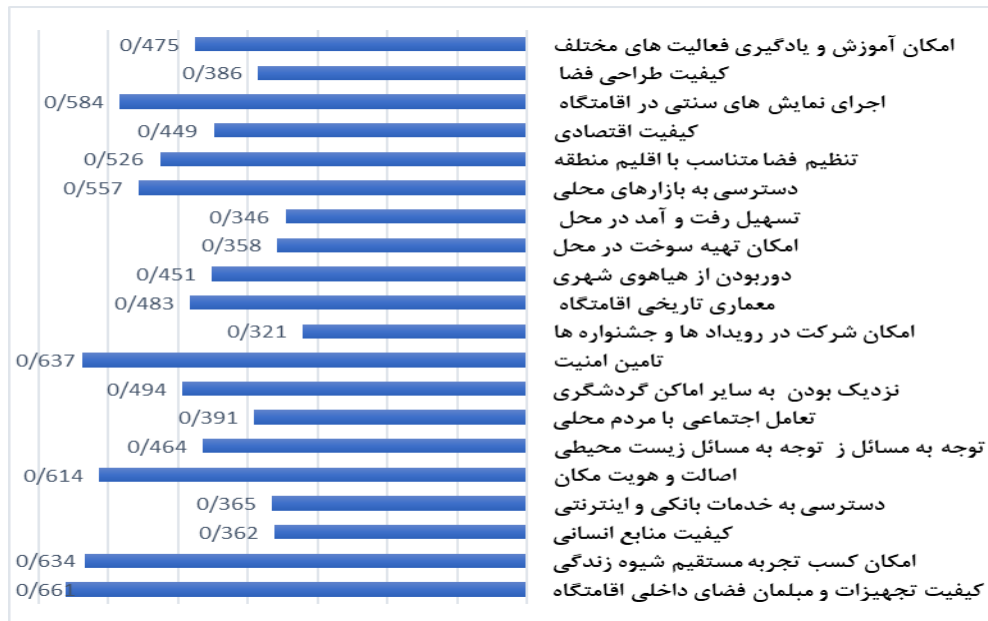 امکان آموزش و یادگیری فعالیت های مختلف 0/475
کیفیت طراحی فضا 0/386
اجرای نمایش های سنتی در اقامتگاه 0/584
کیفیت اقتصادی 0/449
تنظیم فضا متناسب با اقلیم منطقه 0/526
دسترسی به بازارهای محلی 0/557
تسهیل رفت و آمد در محل 0/346
امکان تهیه سوخت در محل 0/358
دوربودن از هیاهوی شهری 0/451
معماری تاریخی اقامتگاه 0/483
امکان شرکت در رویداد ها و جشنواره ها 0/321
تامین امنیت 0/637
نزدیک بودن به سایر اماکن گردشگری 0/494
تعامل اجتماعی با مردم محلی 0/391
توجه به مسائل ز توجه به مسائل زیست محیطی 0/464
اصالت و هویت مکان 0/614
دسترسی به خدمات بانکی و اینترنتی 0/365
کیفیت منابع انسانی 0/362
امکان کسب تجربه مستقیم شیوه زندگی 0/634
کیفیت تجهیزات و مبلمان فضای داخلی اقامتگاه 0/661